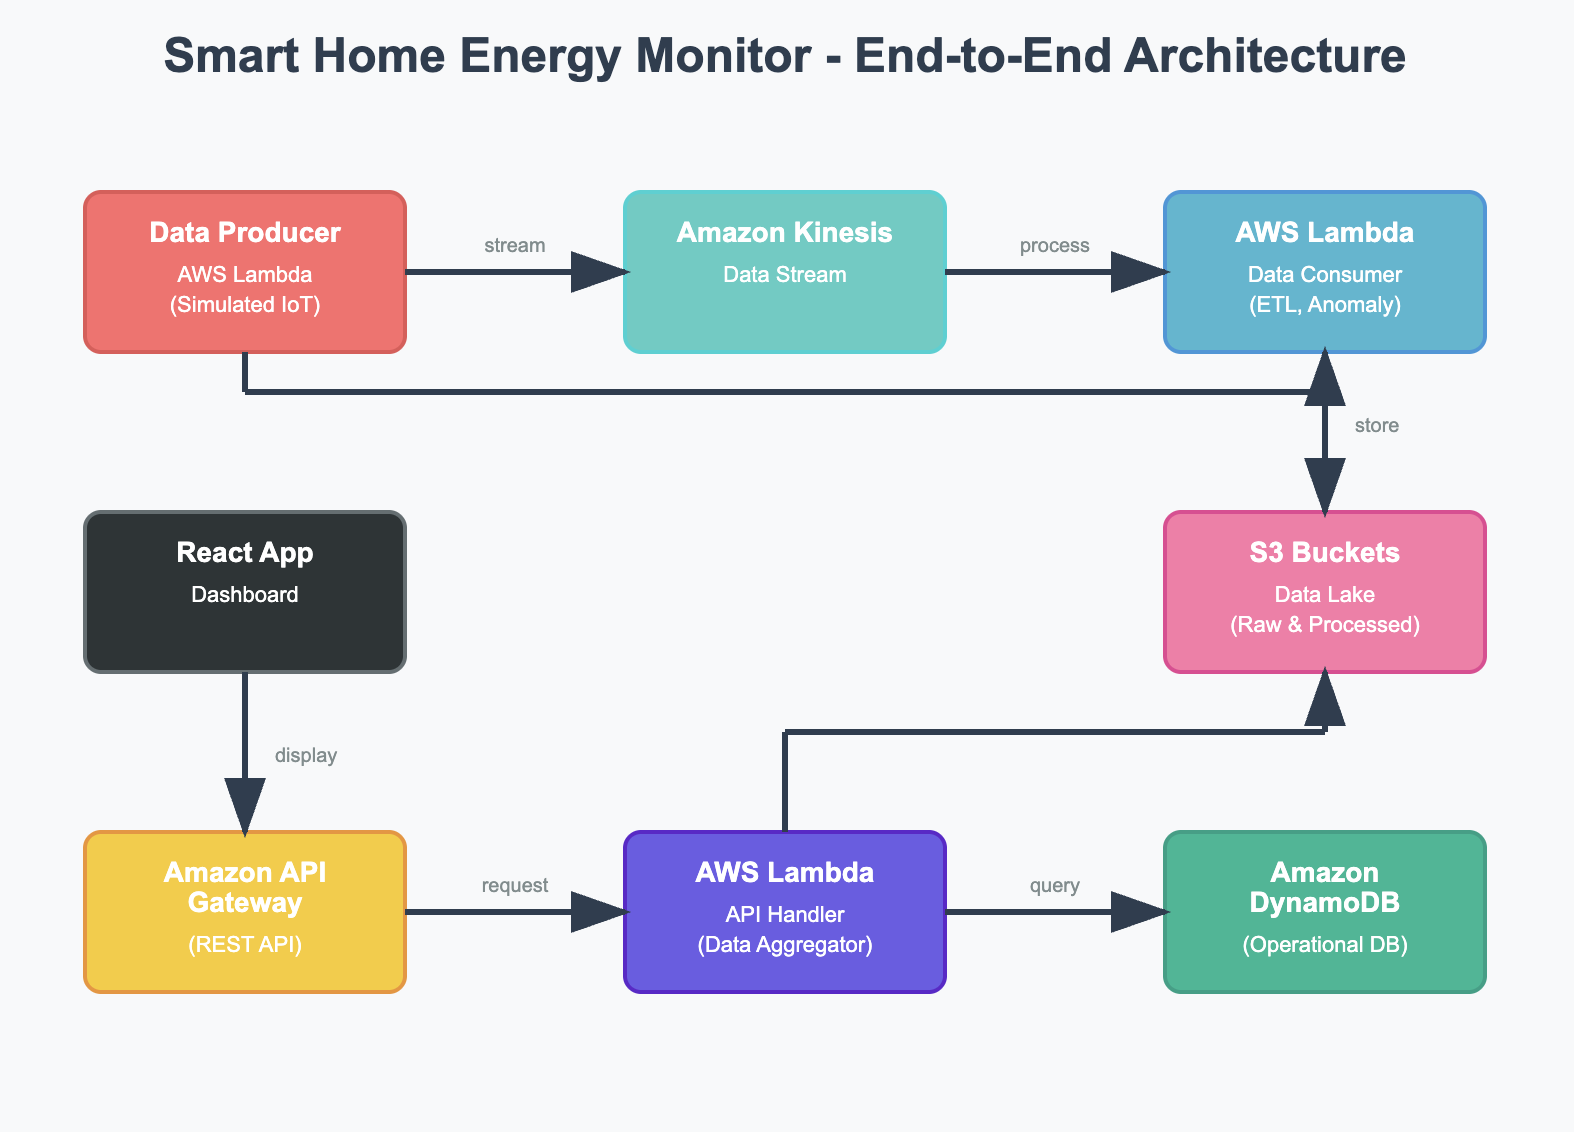 Smart Home Energy Monitor - End-to-End Architecture
Data Producer
AWS Lambda
(Simulated IoT)
stream
Amazon Kinesis
Data Stream
process
AWS Lambda
Data Consumer
(ETL, Anomaly)
store
React App
Dashboard
S3 Buckets
Data Lake
(Raw & Processed)
display
Amazon API
Gateway
(REST API)
request
AWS Lambda
API Handler
(Data Aggregator)
query
Amazon
DynamoDB
(Operational DB)